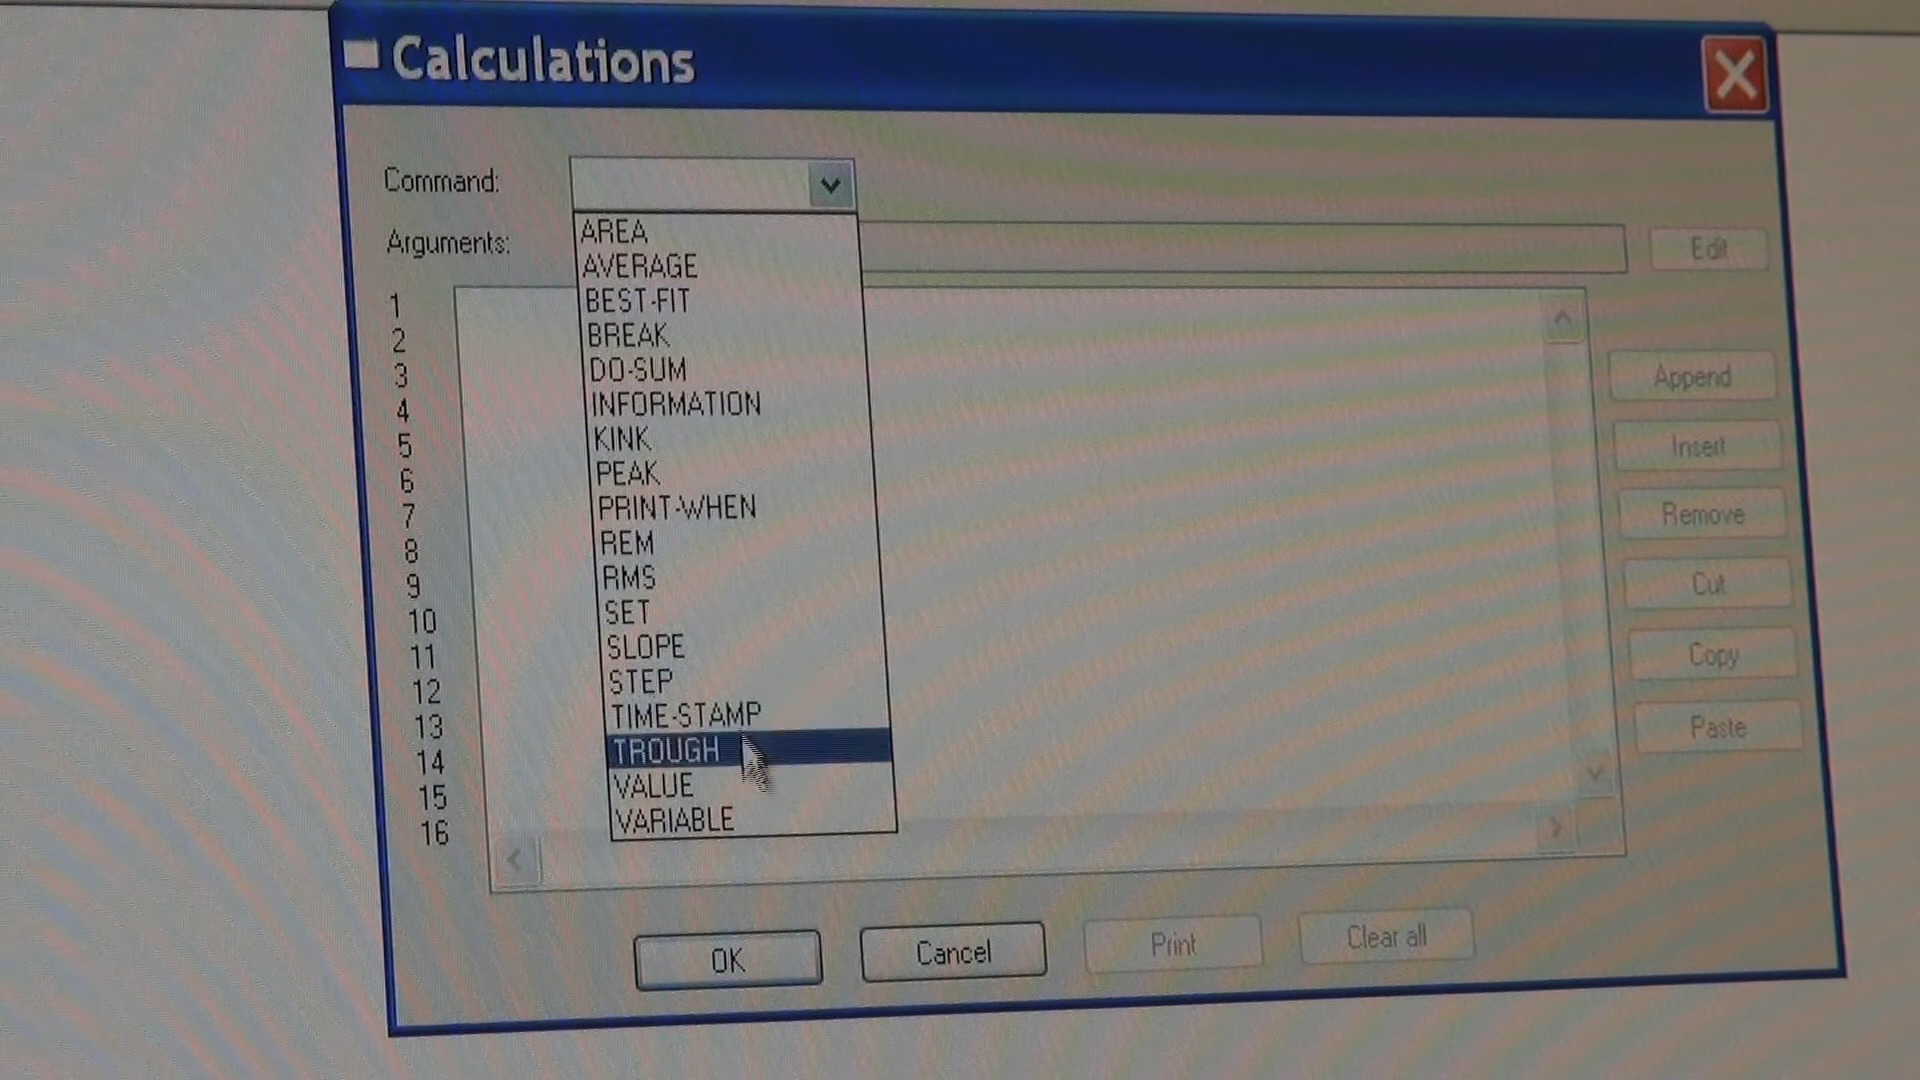 Calculations
Command:
AREA
Arguments:
Edit
AVERAGE
1
BEST-FIT
2
BREAK
3
DO-SUM
Append
4
INFORMATION
5
KINK
Insert
6
PEAK
7
PRINT-WHEN
Remove
8
REM
9
RMS
Cut
10
SET
11
SLOPE
Copy
12
STEP
13
TIME-STAMP
Paste
14
TROUGH
15
VALUE
16
VARIABLE
OK
Cancel
Print
Clear all